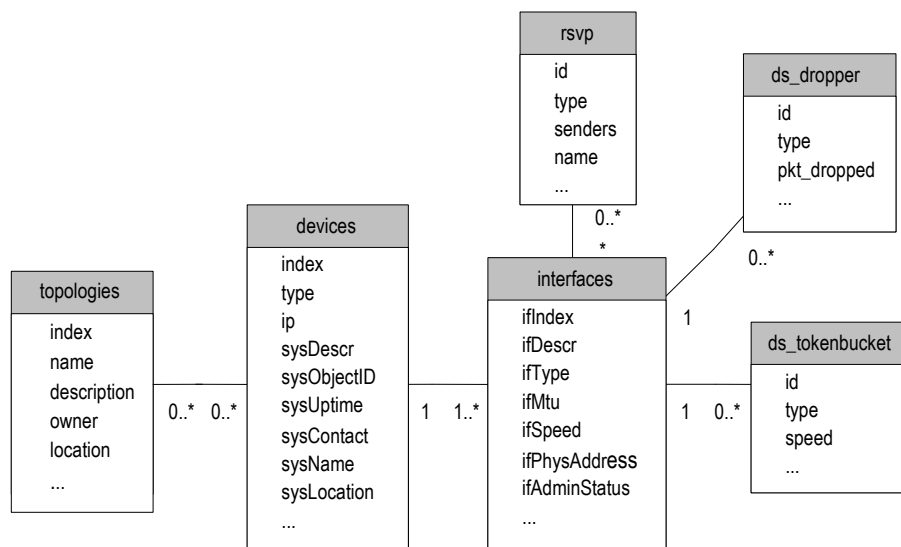 rsvp
id
type
senders
name
...
ds_dropper
id
type
pkt_dropped
...
devices
index
type
ip
sysDescr
sysObjectID
sysUptime
sysContact
sysName
sysLocation
...
topologies
index
name
description
owner
location
...
interfaces
ifIndex
ifDescr
ifType
ifMtu
ifSpeed
ifPhysAddress
ifAdminStatus
...
ds_tokenbucket
id
type
speed
...
0..*
*
0..*
1
0..* 0..*
1 1..*
1 0..*